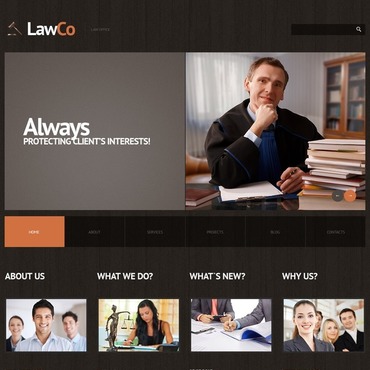 LawCo
LAW OFFICE
Always
PROTECTING CLIENT'S INTERESTS!
HOME ABOUT SERVICES PROJECTS BLOG CONTACTS
ABOUT US WHAT WE DO? WHAT`S NEW? WHY US?